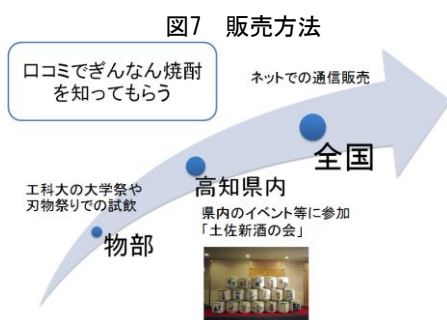 図7　販売方法
口コミでぎんなん焼酎
を知ってもらう
ネットでの通信販売
全国
高知県内
県内のイベント等に参加
「土佐新酒の会」
工科大の大学祭や
刃物祭りでの試飲
物部